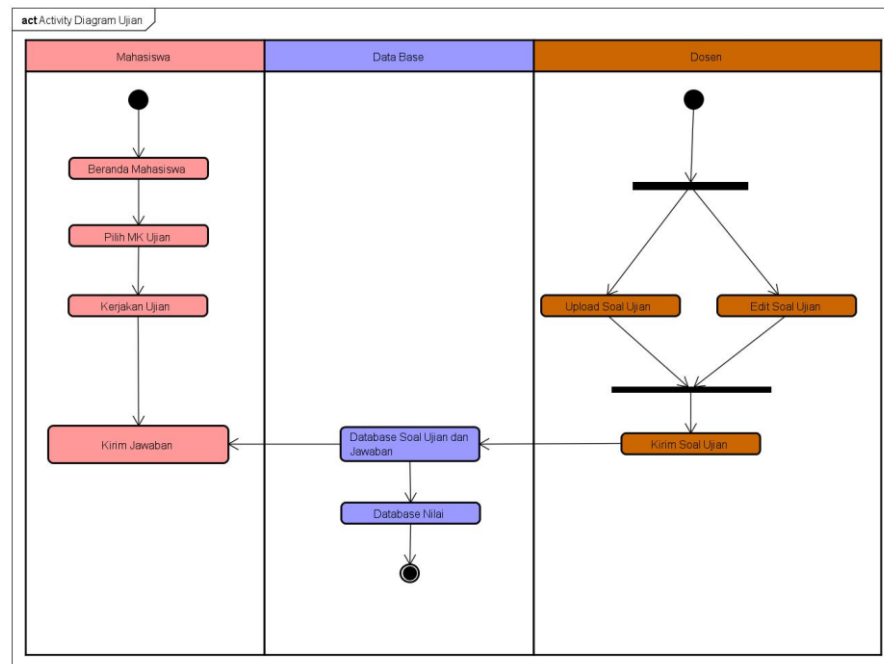 act Activity Diagram Ujian
Mahasiswa
Data Base
Dosen
Beranda Mahasiswa
Pilih MK Ujian
Kerjakan Ujian
Upload Soal Ujian
Edit Soal Ujian
Kirim Jawaban
Database Soal Ujian dan
Jawaban
Kirim Soal Ujian
Database Nilai